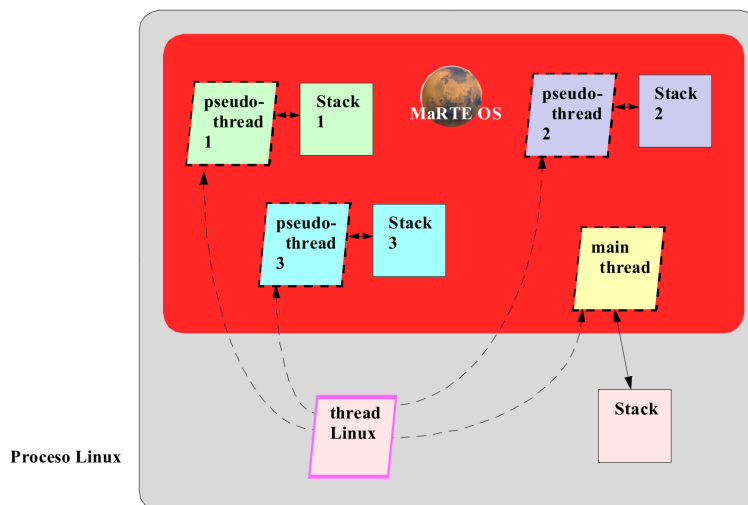 pseudo-
thread
1
Stack
1
MaRTE OS
pseudo-
thread
2
Stack
2
pseudo-
thread
3
Stack
3
main
thread
thread
Linux
Stack
Proceso Linux